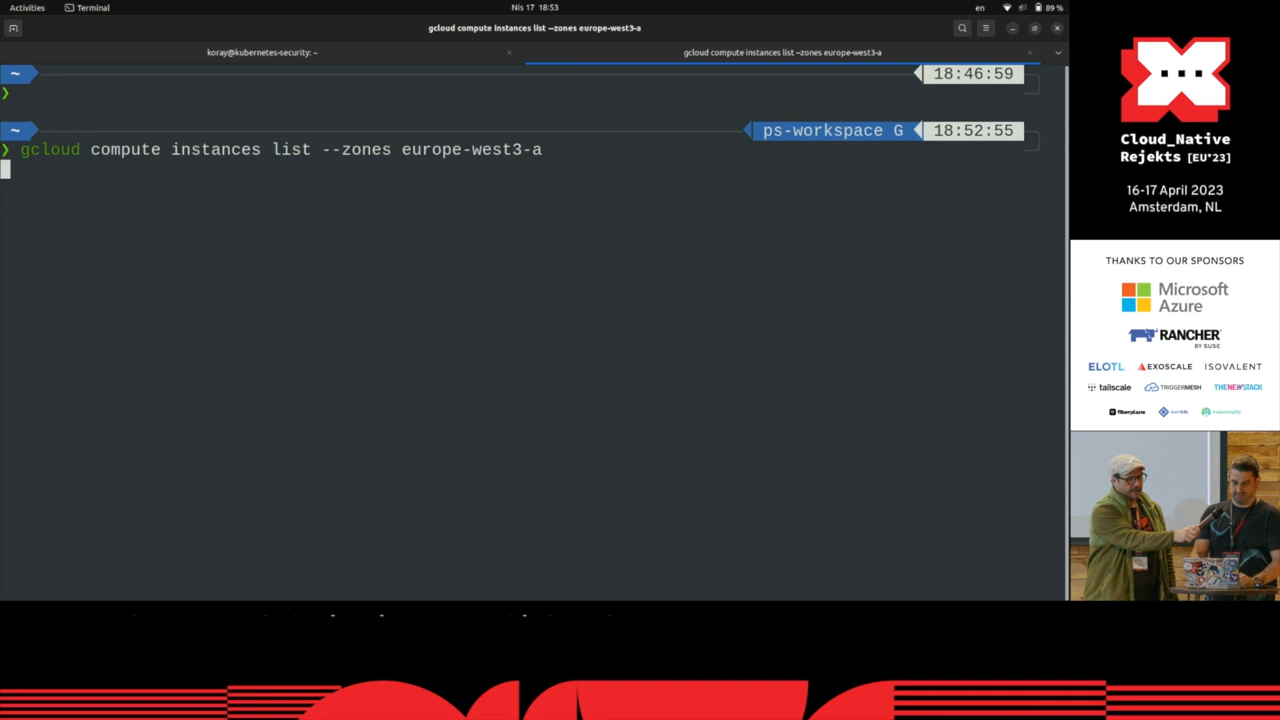 Activities Terminal Nis 17 18:53 en 89 %
gcloud compute instances list --zones europe-west3-a
koray@kubernetes-security: ~ gcloud compute instances list --zones europe-west3-a
~ 18:46:59
❯
~ ps-workspace G 18:52:55
❯ gcloud compute instances list --zones europe-west3-a
Cloud_Native
Rejekts [EU*23]
16-17 April 2023
Amsterdam, NL
THANKS TO OUR SPONSORS
Microsoft
Azure
RANCHER
BY SUSE
ELOTL EXOSCALE ISOVALENT
tailscale TRIGGERMESH THENEWSTACK
fiberplane